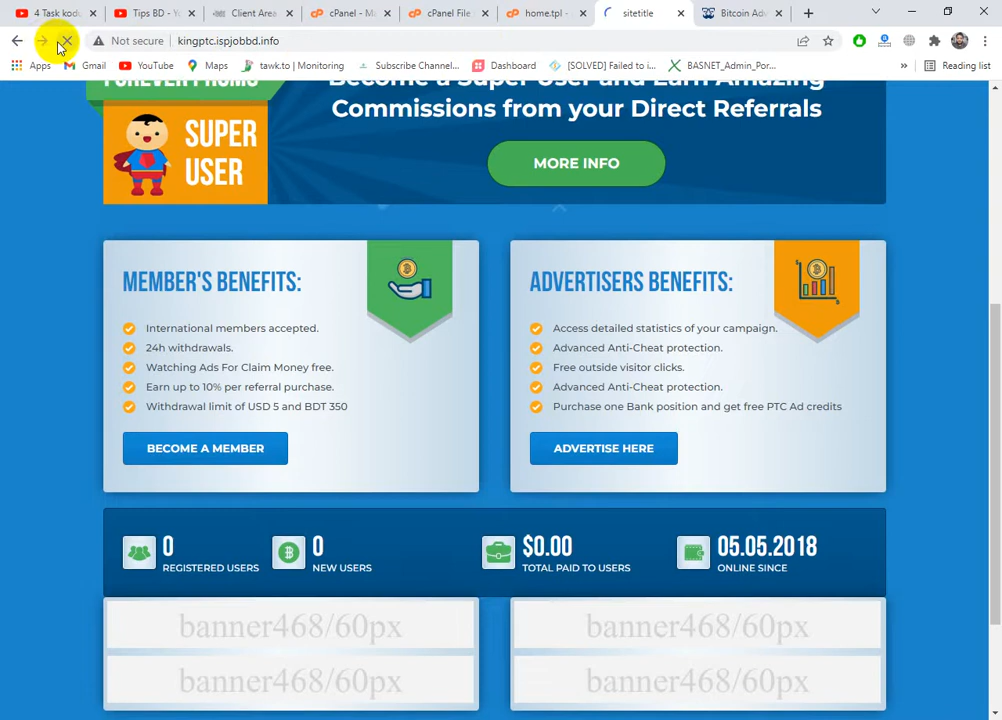 4 Task kodu
Tips BD - Yo
Client Area
cPanel - Ma
cPanel File
home.tpl -
sitetitle
Bitcoin Adv
Not secure
kingptc.ispjobbd.info
Apps
Gmail
YouTube
Maps
tawk.to | Monitoring
Subscribe Channel...
Dashboard
[SOLVED] Failed to i...
BASNET_Admin_Por...
»
Reading list
FOREVER PROMO
Become a Super User and Earn Amazing
Commissions from your Direct Referrals
SUPER
USER
MORE INFO
MEMBER'S BENEFITS:
International members accepted.
24h withdrawals.
Watching Ads For Claim Money free.
Earn up to 10% per referral purchase.
Withdrawal limit of USD 5 and BDT 350
BECOME A MEMBER
ADVERTISERS BENEFITS:
Access detailed statistics of your campaign.
Advanced Anti-Cheat protection.
Free outside visitor clicks.
Advanced Anti-Cheat protection.
Purchase one Bank position and get free PTC Ad credits
ADVERTISE HERE
0
REGISTERED USERS
0
NEW USERS
$0.00
TOTAL PAID TO USERS
05.05.2018
ONLINE SINCE
banner468/60px
banner468/60px
banner468/60px
banner468/60px